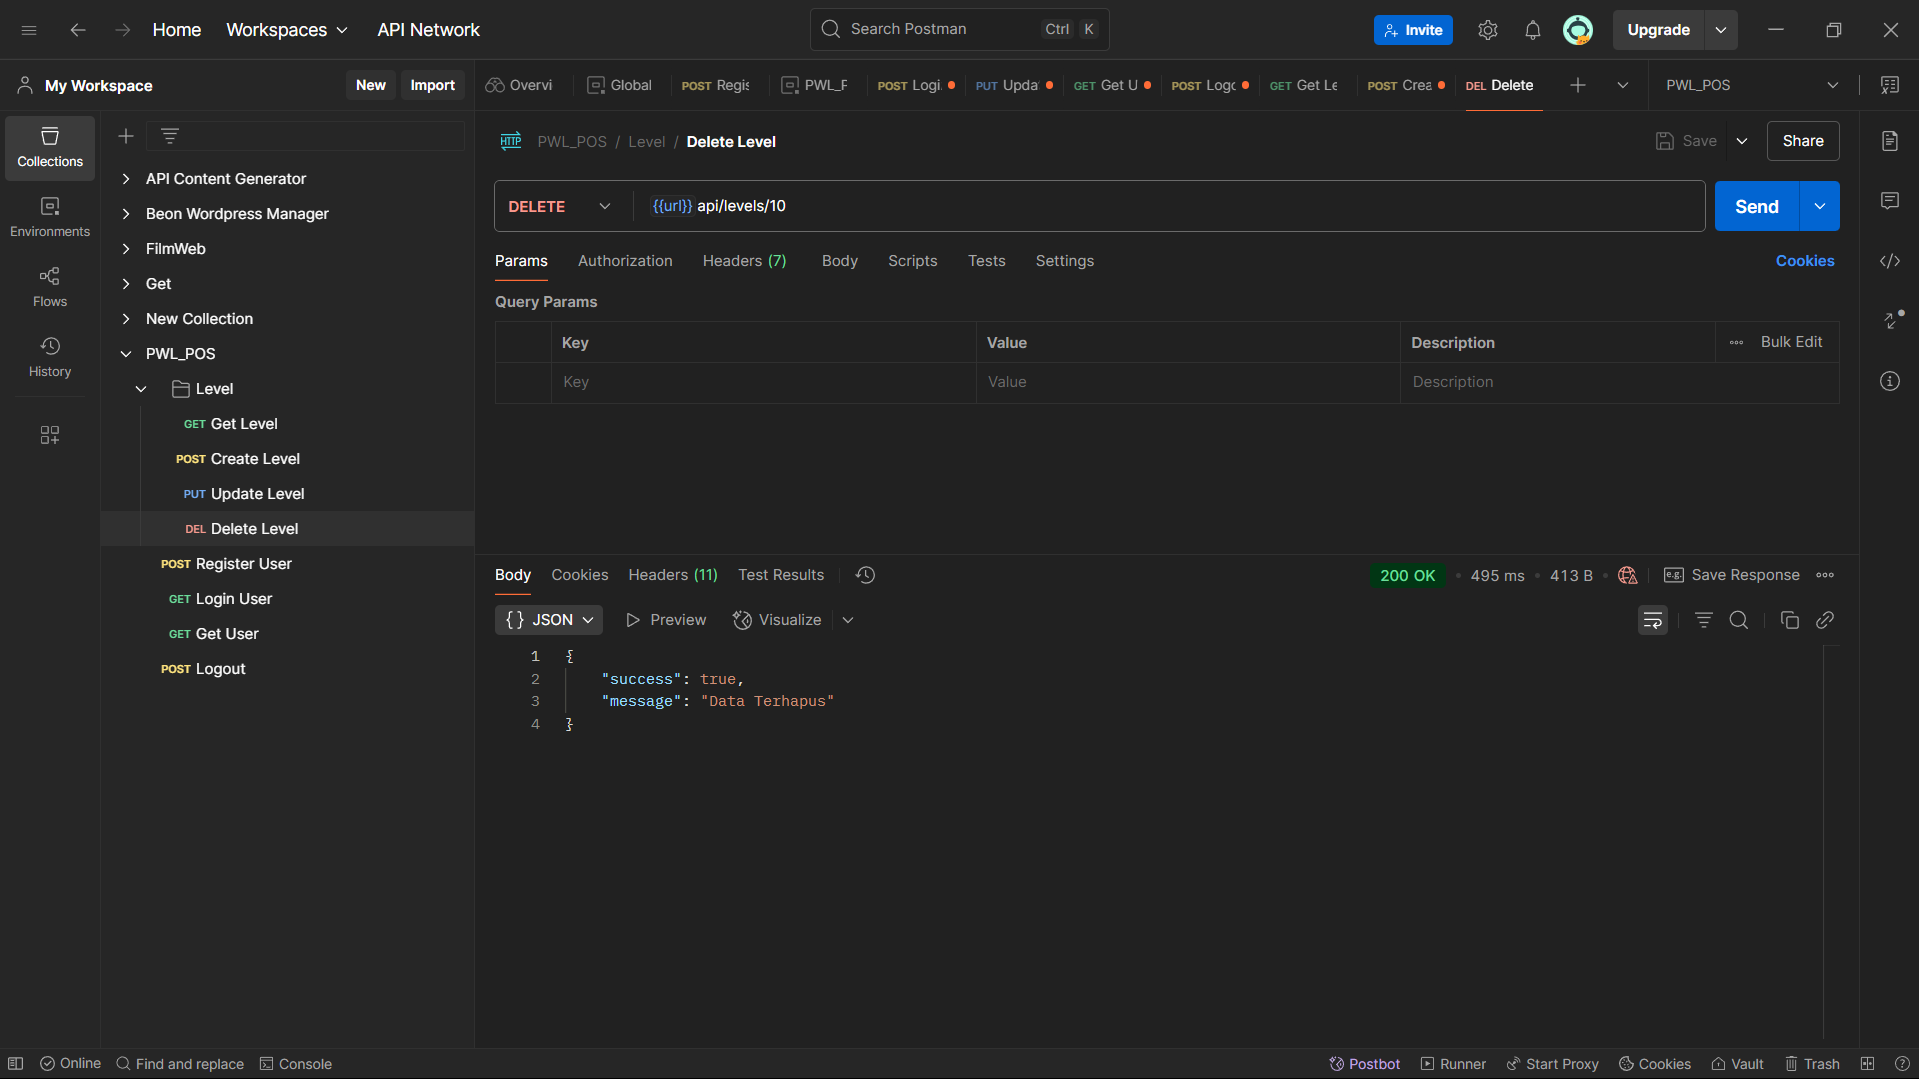 Home Workspaces API Network Search Postman Ctrl K Invite Upgrade
My Workspace New Import Overvi Global POST Regis PWL_F POST Logi. PUT Upda GET Get U POST Logo GET Get Le POST Crea DEL Delete PWL_POS
Collections
Environments
Flows
History
API Content Generator
Beon Wordpress Manager
FilmWeb
Get
New Collection
PWL_POS
Level
GET Get Level
POST Create Level
PUT Update Level
DEL Delete Level
POST Register User
GET Login User
GET Get User
POST Logout
HTTP PWL_POS / Level / Delete Level Save Share
DELETE {{url}} api/levels/10 Send
Params Authorization Headers (7) Body Scripts Tests Settings Cookies
Query Params
Key Value Description Bulk Edit
Key Value Description
Body Cookies Headers (11) Test Results 200 OK 495 ms 413 B e.g. Save Response
{} JSON Preview Visualize
1 {
2 "success": true,
3 "message": "Data Terhapus"
4 }
Online Find and replace Console Postbot Runner Start Proxy Cookies Vault Trash